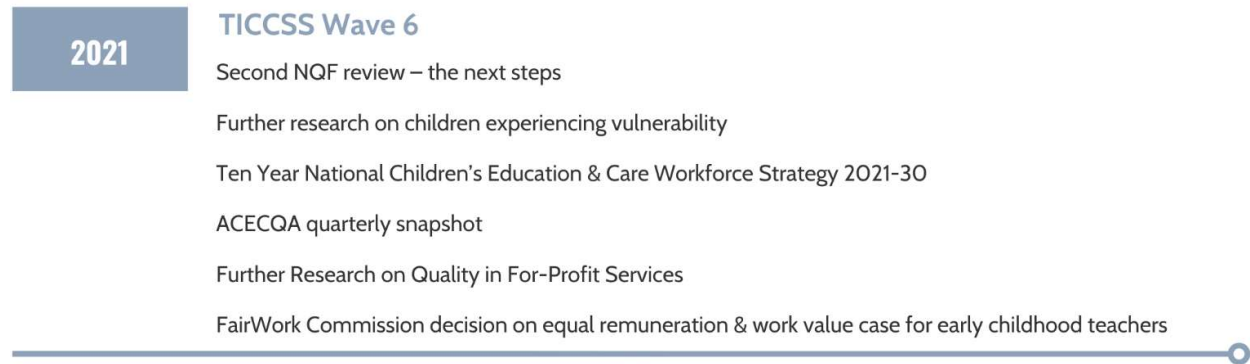 2021
TICCSS Wave 6
Second NQF review – the next steps
Further research on children experiencing vulnerability
Ten Year National Children's Education & Care Workforce Strategy 2021-30
ACECQA quarterly snapshot
Further Research on Quality in For-Profit Services
FairWork Commission decision on equal remuneration & work value case for early childhood teachers